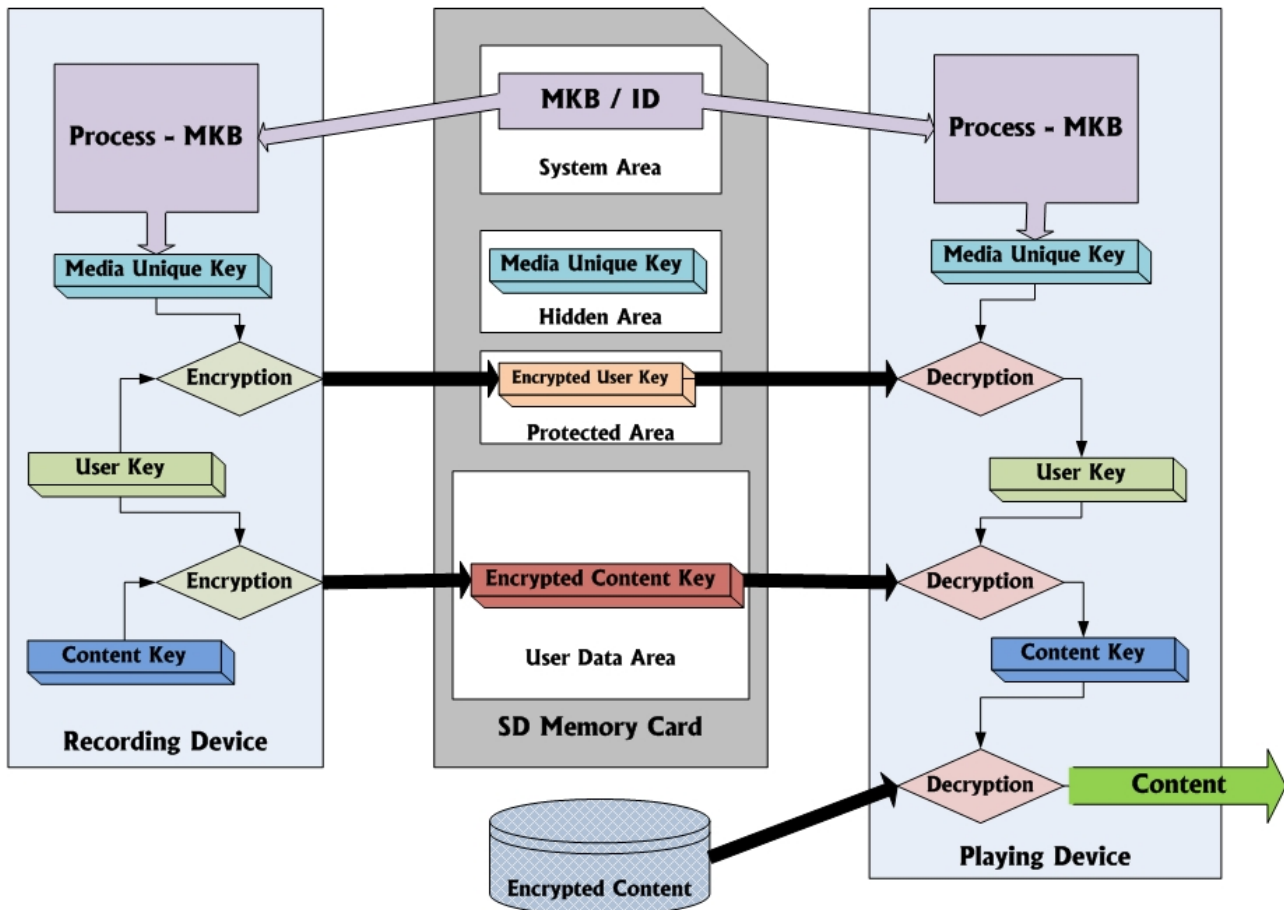 Process - MKB
Media Unique Key
Encryption
User Key
Encryption
Content Key
Recording Device
MKB / ID
System Area
Media Unique Key
Hidden Area
Encrypted User Key
Protected Area
Encrypted Content Key
User Data Area
SD Memory Card
Encrypted Content
Process - MKB
Media Unique Key
Decryption
User Key
Decryption
Content Key
Decryption
Content
Playing Device